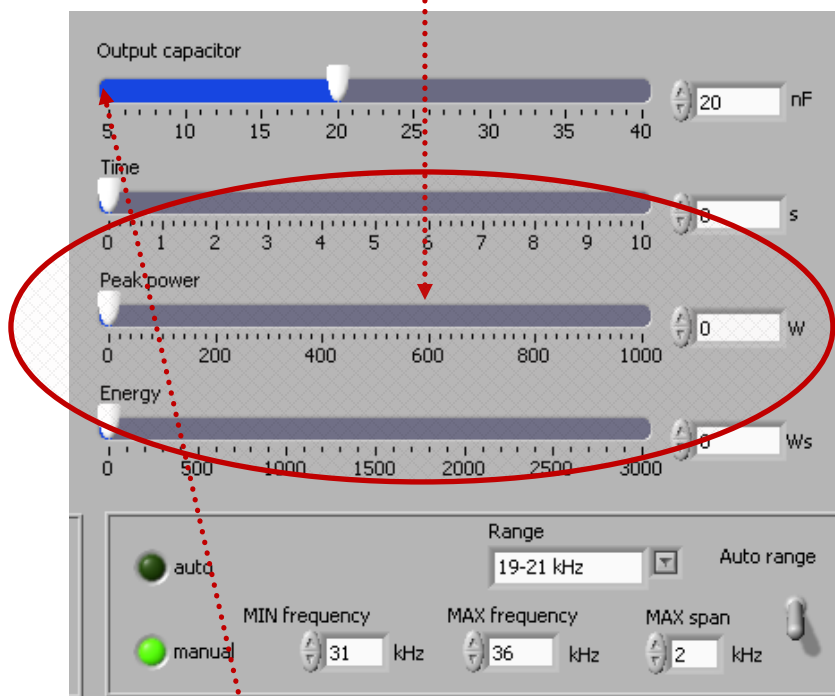 Output capacitor
5 10 15 20 25 30 35 40
20 nF
Time
0 1 2 3 4 5 6 7 8 9 10
0 s
Peak power
0 200 400 600 800 1000
0 W
Energy
0 500 1000 1500 2000 2500 3000
0 Ws
Range
auto 19-21 kHz Auto range
MIN frequency MAX frequency MAX span
manual 31 kHz 36 kHz 2 kHz